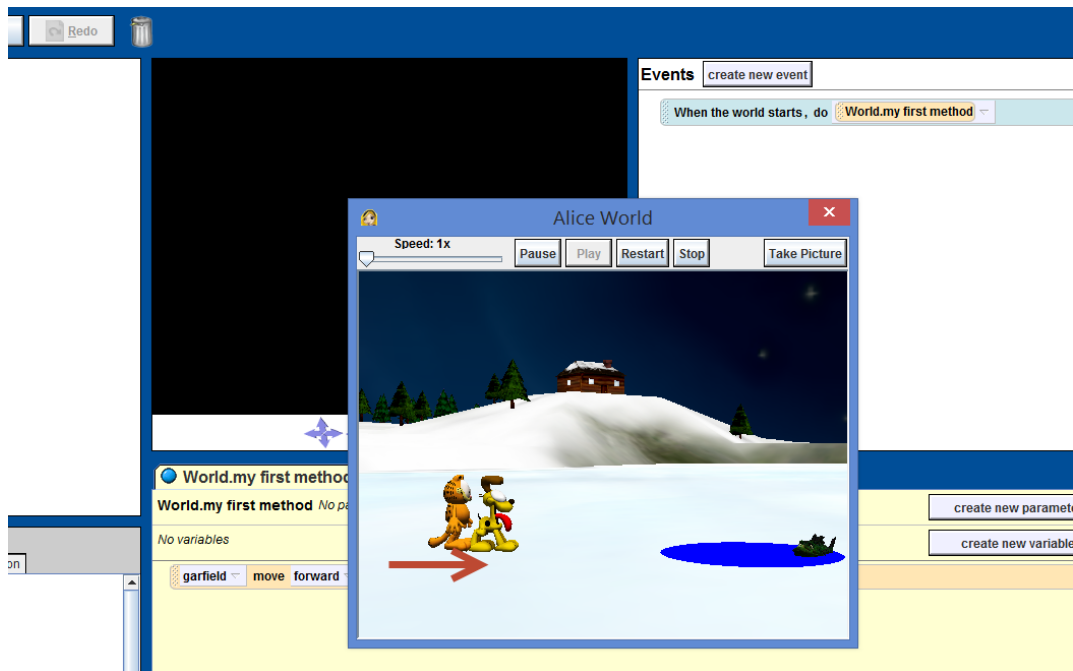 Redo
Events create new event
When the world starts, do World.my first method
Alice World
Speed: 1x Pause Play Restart Stop Take Picture
World.my first method
World.my first method No
create new
No variables
create new variable
on
garfield move forward